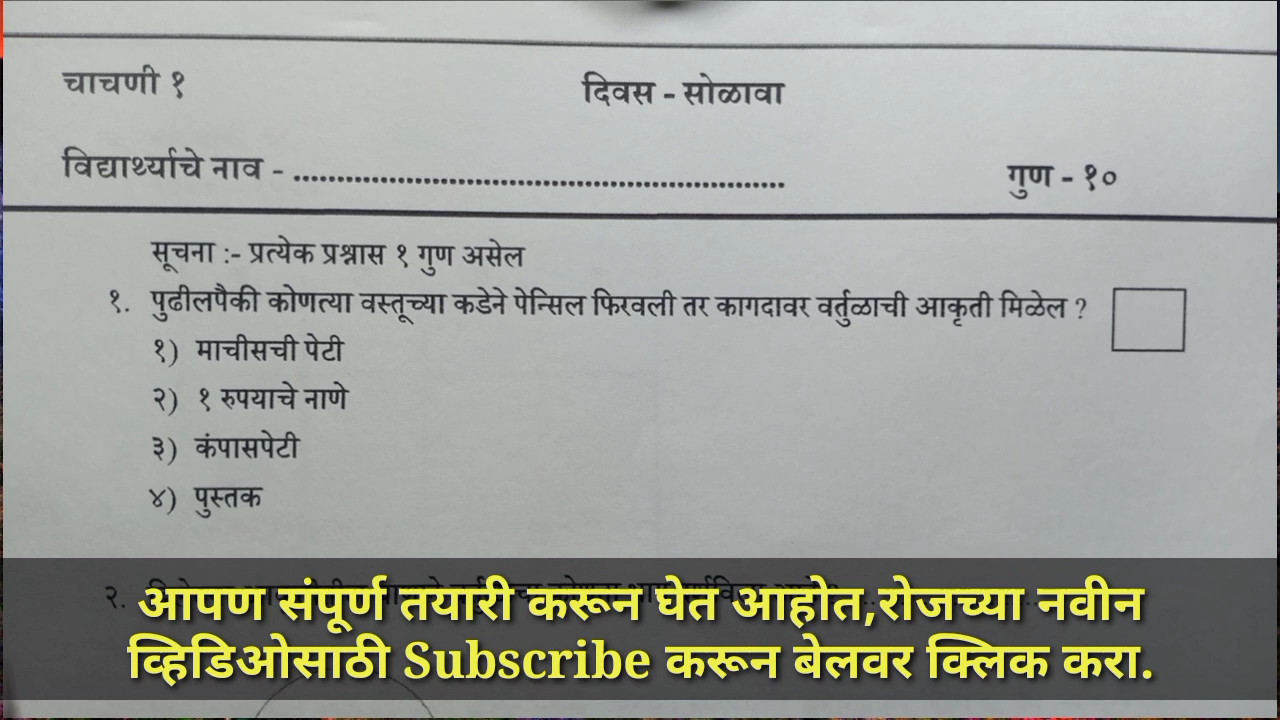 चाचणी १
दिवस - सोळावा
विद्यार्थ्याचे नाव - ..........................................................
गुण - १०
सूचना :- प्रत्येक प्रश्नास १ गुण असेल
१. पुढीलपैकी कोणत्या वस्तूच्या कडेने पेन्सिल फिरवली तर कागदावर वर्तुळाची आकृती मिळेल ?
१) माचीसची पेटी
२) १ रुपयाचे नाणे
३) कंपासपेटी
४) पुस्तक
२.
आपण संपूर्ण तयारी करून घेत आहोत,रोजच्या नवीन
व्हिडिओसाठी Subscribe करून बेलवर क्लिक करा.